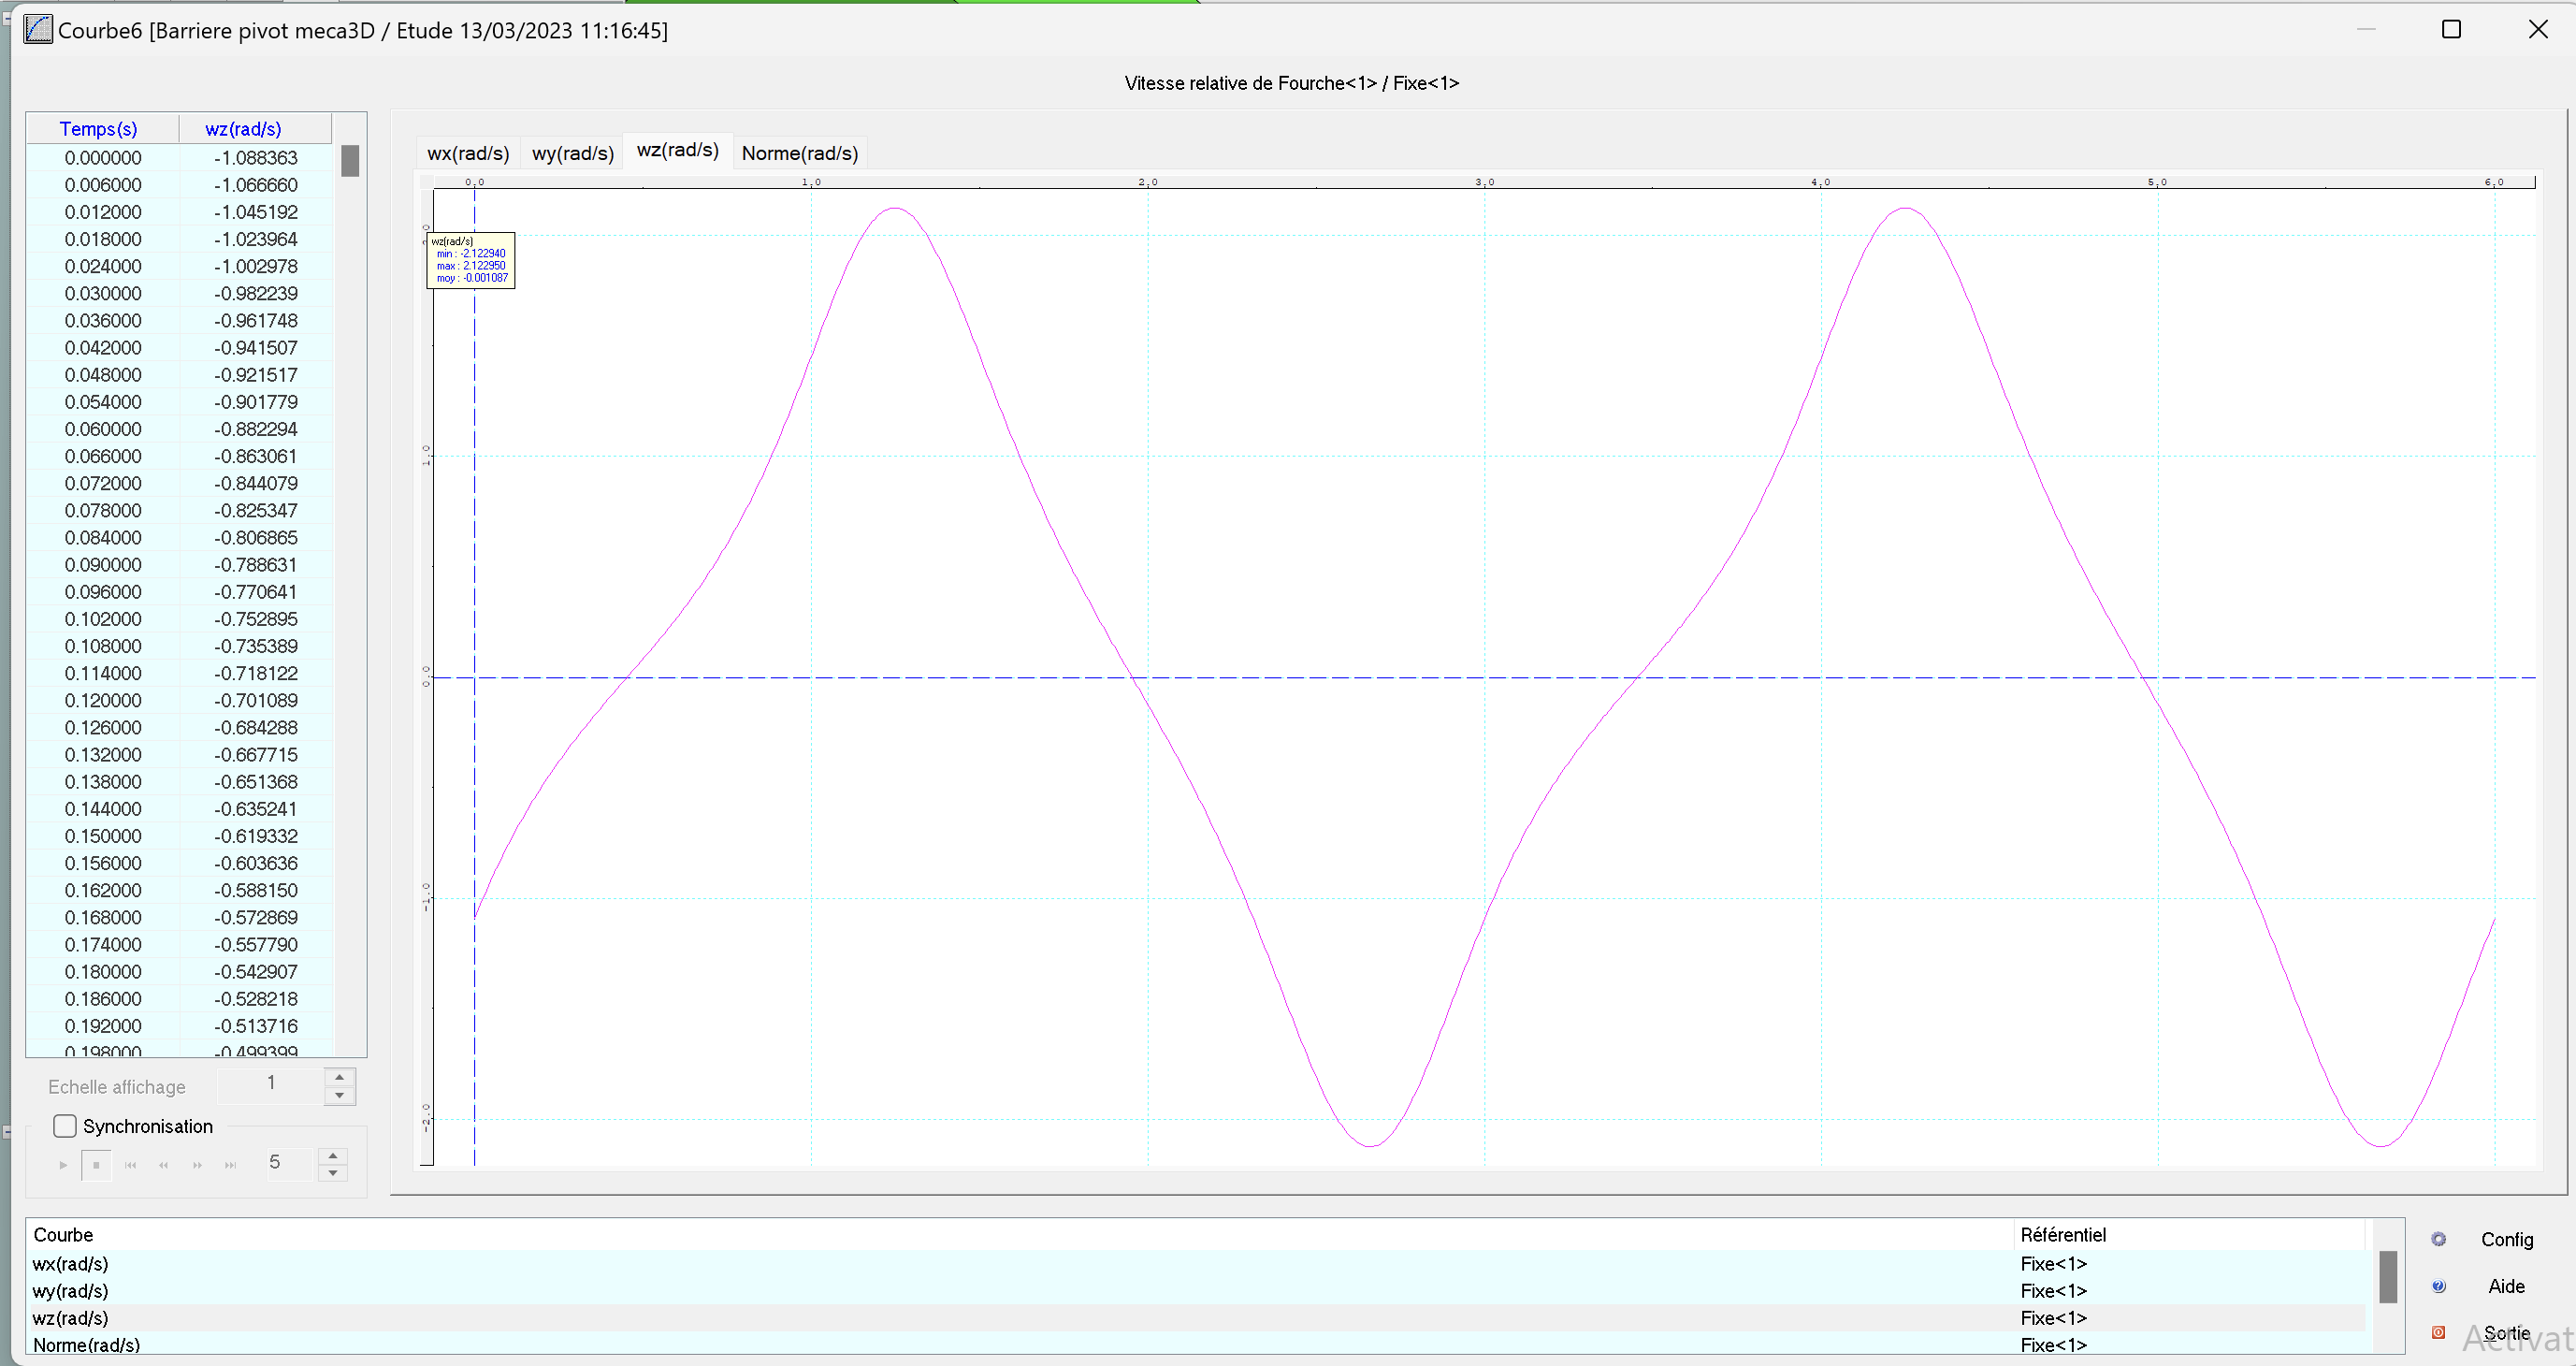 Courbe6 [Barriere pivot meca3D / Etude 13/03/2023 11:16:45]
Vitesse relative de Fourche<1> / Fixe<1>
Temps(s) wz(rad/s)
0.000000 -1.088363
0.006000 -1.066660
0.012000 -1.045192
0.018000 -1.023964
0.024000 -1.002978
0.030000 -0.982239
0.036000 -0.961748
0.042000 -0.941507
0.048000 -0.921517
0.054000 -0.901779
0.060000 -0.882294
0.066000 -0.863061
0.072000 -0.844079
0.078000 -0.825347
0.084000 -0.806865
0.090000 -0.788631
0.096000 -0.770641
0.102000 -0.752895
0.108000 -0.735389
0.114000 -0.718122
0.120000 -0.701089
0.126000 -0.684288
0.132000 -0.667715
0.138000 -0.651368
0.144000 -0.635241
0.150000 -0.619332
0.156000 -0.603636
0.162000 -0.588150
0.168000 -0.572869
0.174000 -0.557790
0.180000 -0.542907
0.186000 -0.528218
0.192000 -0.513716
0.198000 -0.499399
Echelle affichage 1
Synchronisation
5
wx(rad/s) wy(rad/s) wz(rad/s) Norme(rad/s)
0.0 1.0 2.0 3.0 4.0 5.0 6.0
wz(rad/s)
min : -2.122940
max : 2.122950
moy : -0.001087
1.0
0.0
-1.0
-2.0
Courbe Référentiel
wx(rad/s) Fixe<1>
wy(rad/s) Fixe<1>
wz(rad/s) Fixe<1>
Norme(rad/s) Fixe<1>
Config
Aide
Sortie
Activat